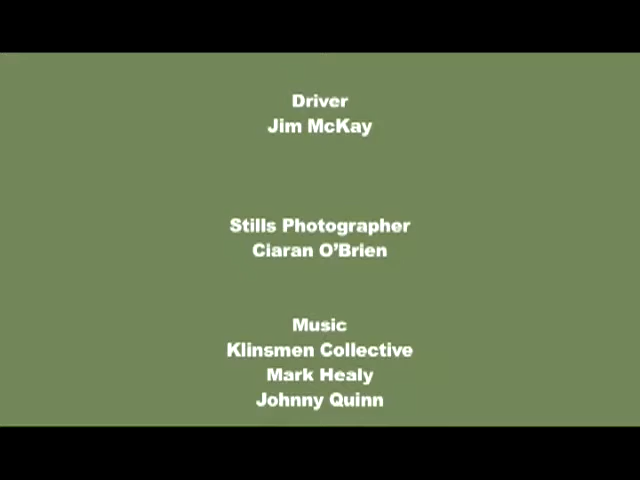 Driver
Jim McKay
Stills Photographer
Ciaran O'Brien
Music
Klinsmen Collective
Mark Healy
Johnny Quinn